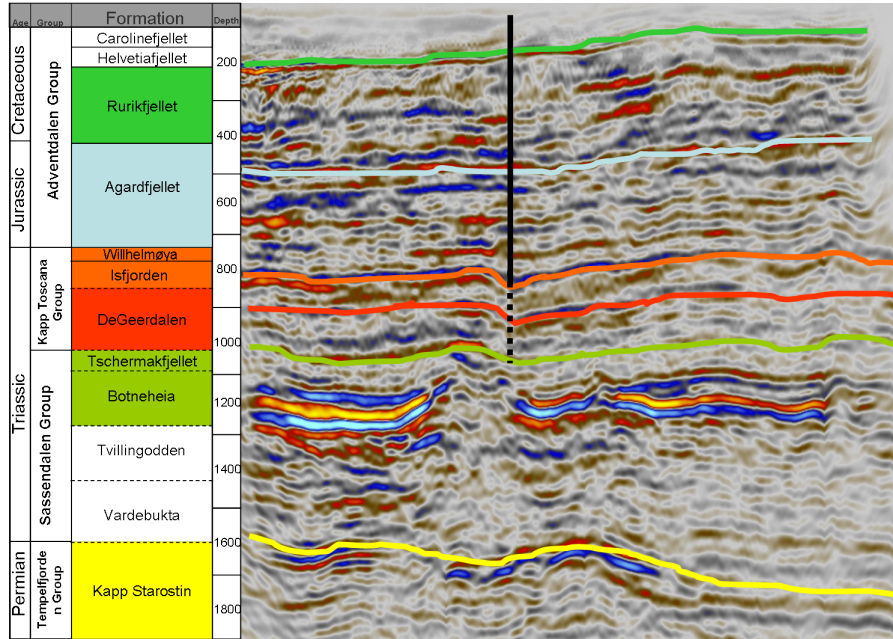 Age Group Formation Depth
Carolinefjellet
Helvetiafjellet
200
Rurikfjellet
400
Agardfjellet
600
Willhelmøya
Isfjorden
800
DeGeerdalen
1000
Tschermakfjellet
Botneheia
1200
Tvillingodden
1400
Vardebukta
1600
Kapp Starostin
1800
Cretaceous
Jurassic
Triassic
Permian
Adventdalen Group
Kapp Toscana
Group
Sassendalen Group
Tempelfjorde
n Group